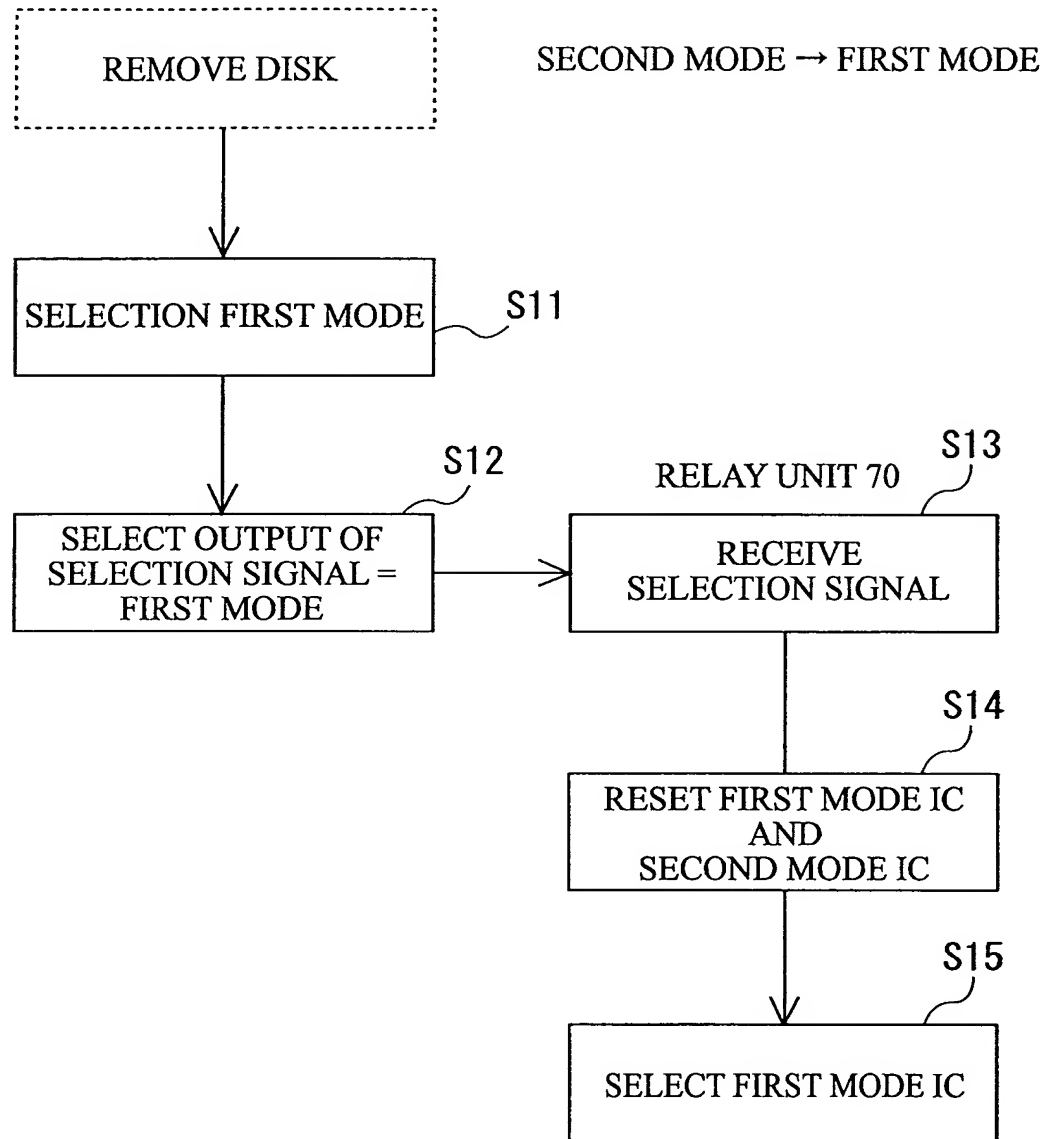 REMOVE DISK
SECOND MODE → FIRST MODE
SELECTION FIRST MODE
S11
S12
SELECT OUTPUT OF
SELECTION SIGNAL =
FIRST MODE
RELAY UNIT 70
S13
RECEIVE
SELECTION SIGNAL
S14
RESET FIRST MODE IC
AND
SECOND MODE IC
S15
SELECT FIRST MODE IC